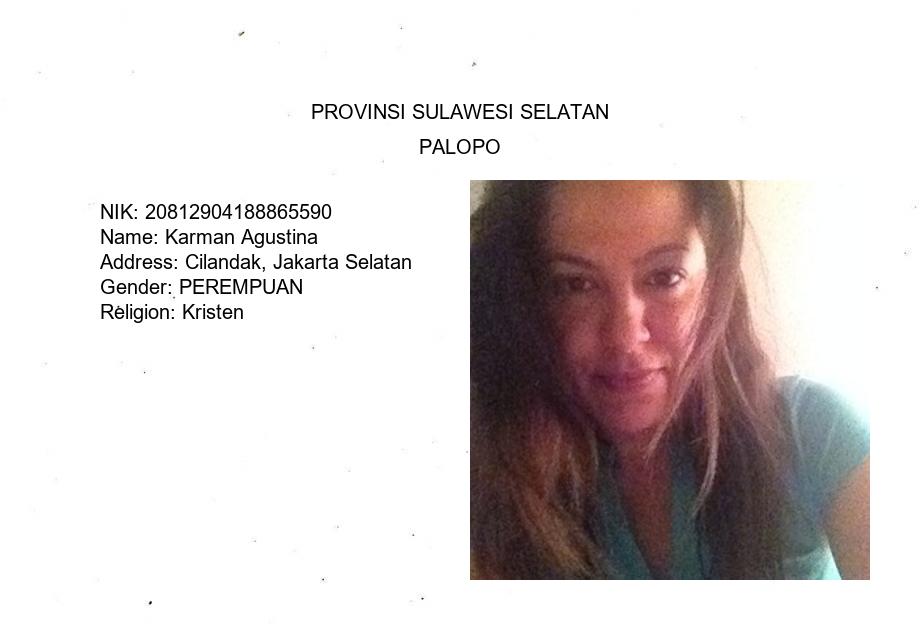 PROVINSI SULAWESI SELATAN
PALOPO
NIK: 20812904188865590
Name: Karman Agustina
Address: Cilandak, Jakarta Selatan
Gender: PEREMPUAN
Religion: Kristen